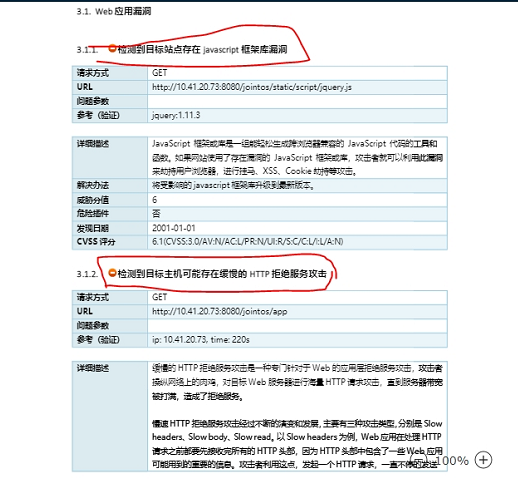 3.1. Web 应用漏洞
3.1.1. 检测到目标站点存在 javascript 框架库漏洞
请求方式 GET
URL http://10.41.20.73:8080/jointos/static/script/jquery.js
问题参数
参考（验证） jquery:1.11.3
详细描述 JavaScript 框架或库是一组能轻松生成跨浏览器兼容的 JavaScript 代码的工具和
函数。如果网站使用了存在漏洞的 JavaScript 框架或库，攻击者就可以利用此漏洞
来劫持用户浏览器，进行挂马、XSS、Cookie劫持等攻击。
解决办法 将受影响的javascript框架库升级到最新版本。
威胁分值 6
危险插件 否
发现日期 2001-01-01
CVSS 评分 6.1(CVSS:3.0/AV:N/AC:L/PR:N/UI:R/S:C/C:L/I:L/A:N)
3.1.2. 检测到目标主机可能存在缓慢的 HTTP 拒绝服务攻击
请求方式 GET
URL http://10.41.20.73:8080/jointos/app
问题参数
参考（验证） ip: 10.41.20.73, time: 220s
详细描述 缓慢的 HTTP 拒绝服务攻击是一种专门针对于 Web 的应用层拒绝服务攻击，攻击者
操纵网络上的肉鸡，对目标 Web 服务器进行海量 HTTP 请求攻击，直到服务器带宽
被打满，造成了拒绝服务。
慢速 HTTP 拒绝服务攻击经过不断的演变和发展，主要有三种攻击类型，分别是 Slow
headers、Slow body、Slow read。以 Slow headers 为例，Web 应用在处理 HTTP
请求之前都要先接收完所有的 HTTP 头部，因为 HTTP 头部中包含了一些 Web 应用
可能用到的重要的信息。攻击者利用这点，发起一个 HTTP 请求，一直不停的发送
100%